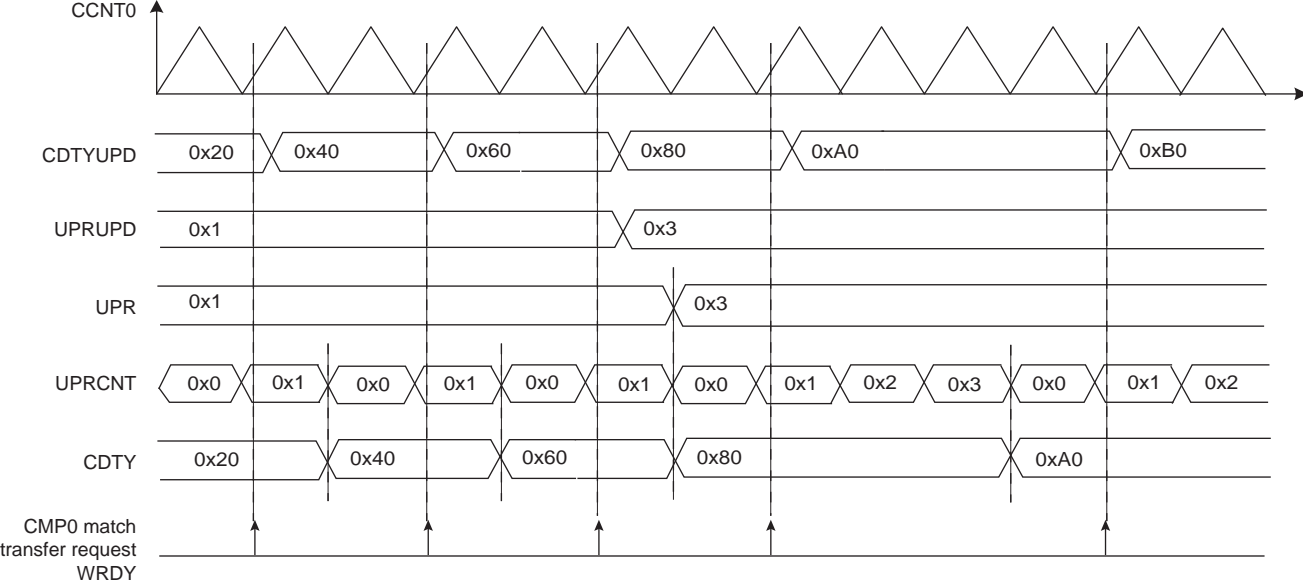 CCNT0
CDTYUPD 0x20 0x40 0x60 0x80 0xA0 0xB0
UPRUPD 0x1 0x3
UPR 0x1 0x3
UPRCNT 0x0 0x1 0x0 0x1 0x0 0x1 0x0 0x1 0x2 0x3 0x0 0x1 0x2
CDTY 0x20 0x40 0x60 0x80 0xA0
CMP0 match
transfer request
WRDY